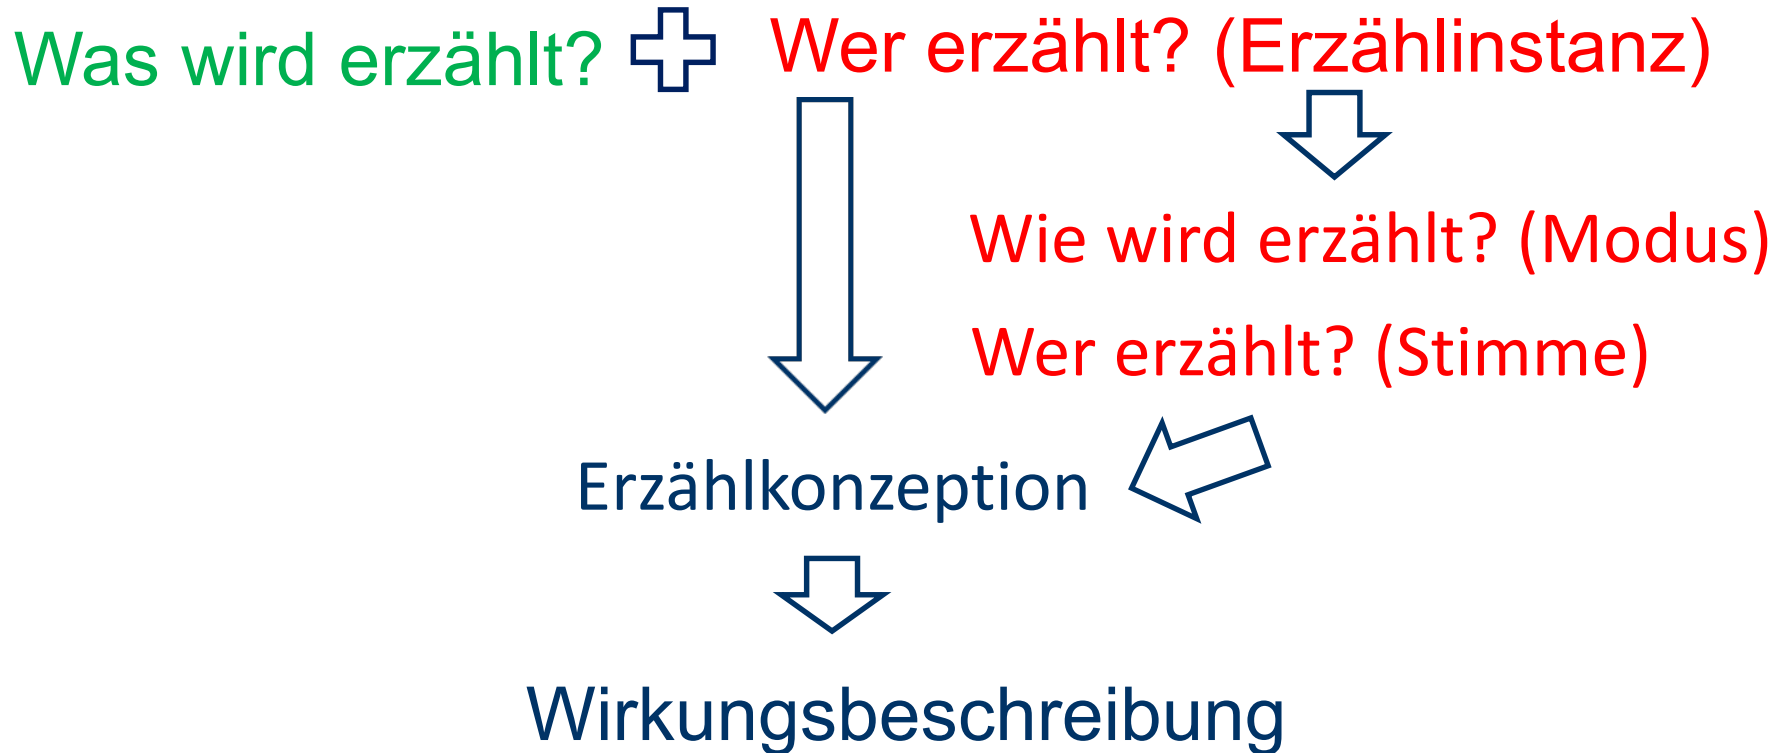 Was wird erzählt? Wer erzählt? (Erzählinstanz)
Wie wird erzählt? (Modus)
Wer erzählt? (Stimme)
Erzählkonzeption
Wirkungsbeschreibung